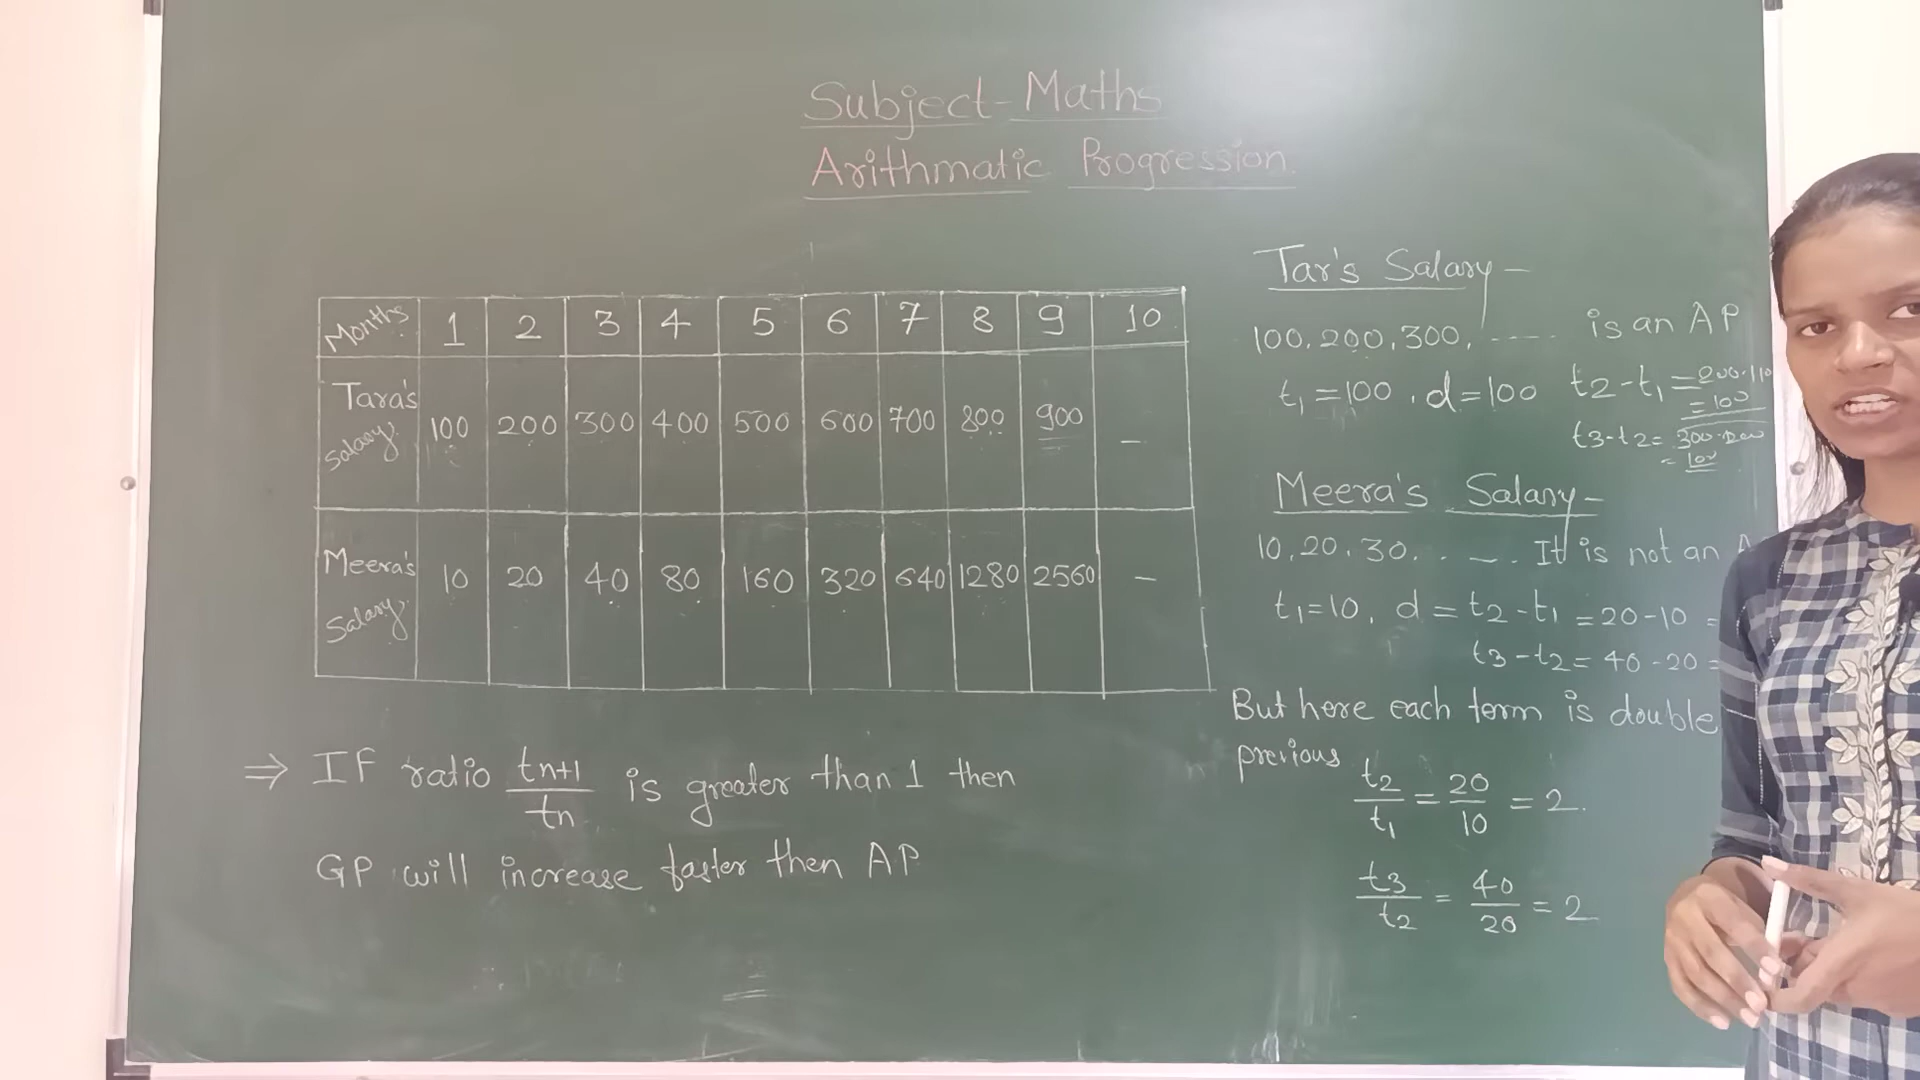 Subject-Maths
Arithmatic Progression.
Months 1 2 3 4 5 6 7 8 9 10
Tara's Salary 100 200 300 400 500 600 700 800 900 –
Meera's Salary 10 20 40 80 160 320 640 1280 2560 –
⇒ IF ratio tn+1/tn is greater than 1 then
GP will increase faster then AP
Tar's Salary –
100, 200, 300, ---- is an AP
t1 = 100, d = 100 t2-t1 =
= 100
t3-t2 =
Meera's Salary –
10, 20, 30. . –. It is not an
t1=10, d = t2-t1 = 20-10 =
t3-t2 = 40-20 =
But here each term is double
previous
t2/t1 = 20/10 = 2.
t3/t2 = 40/20 = 2